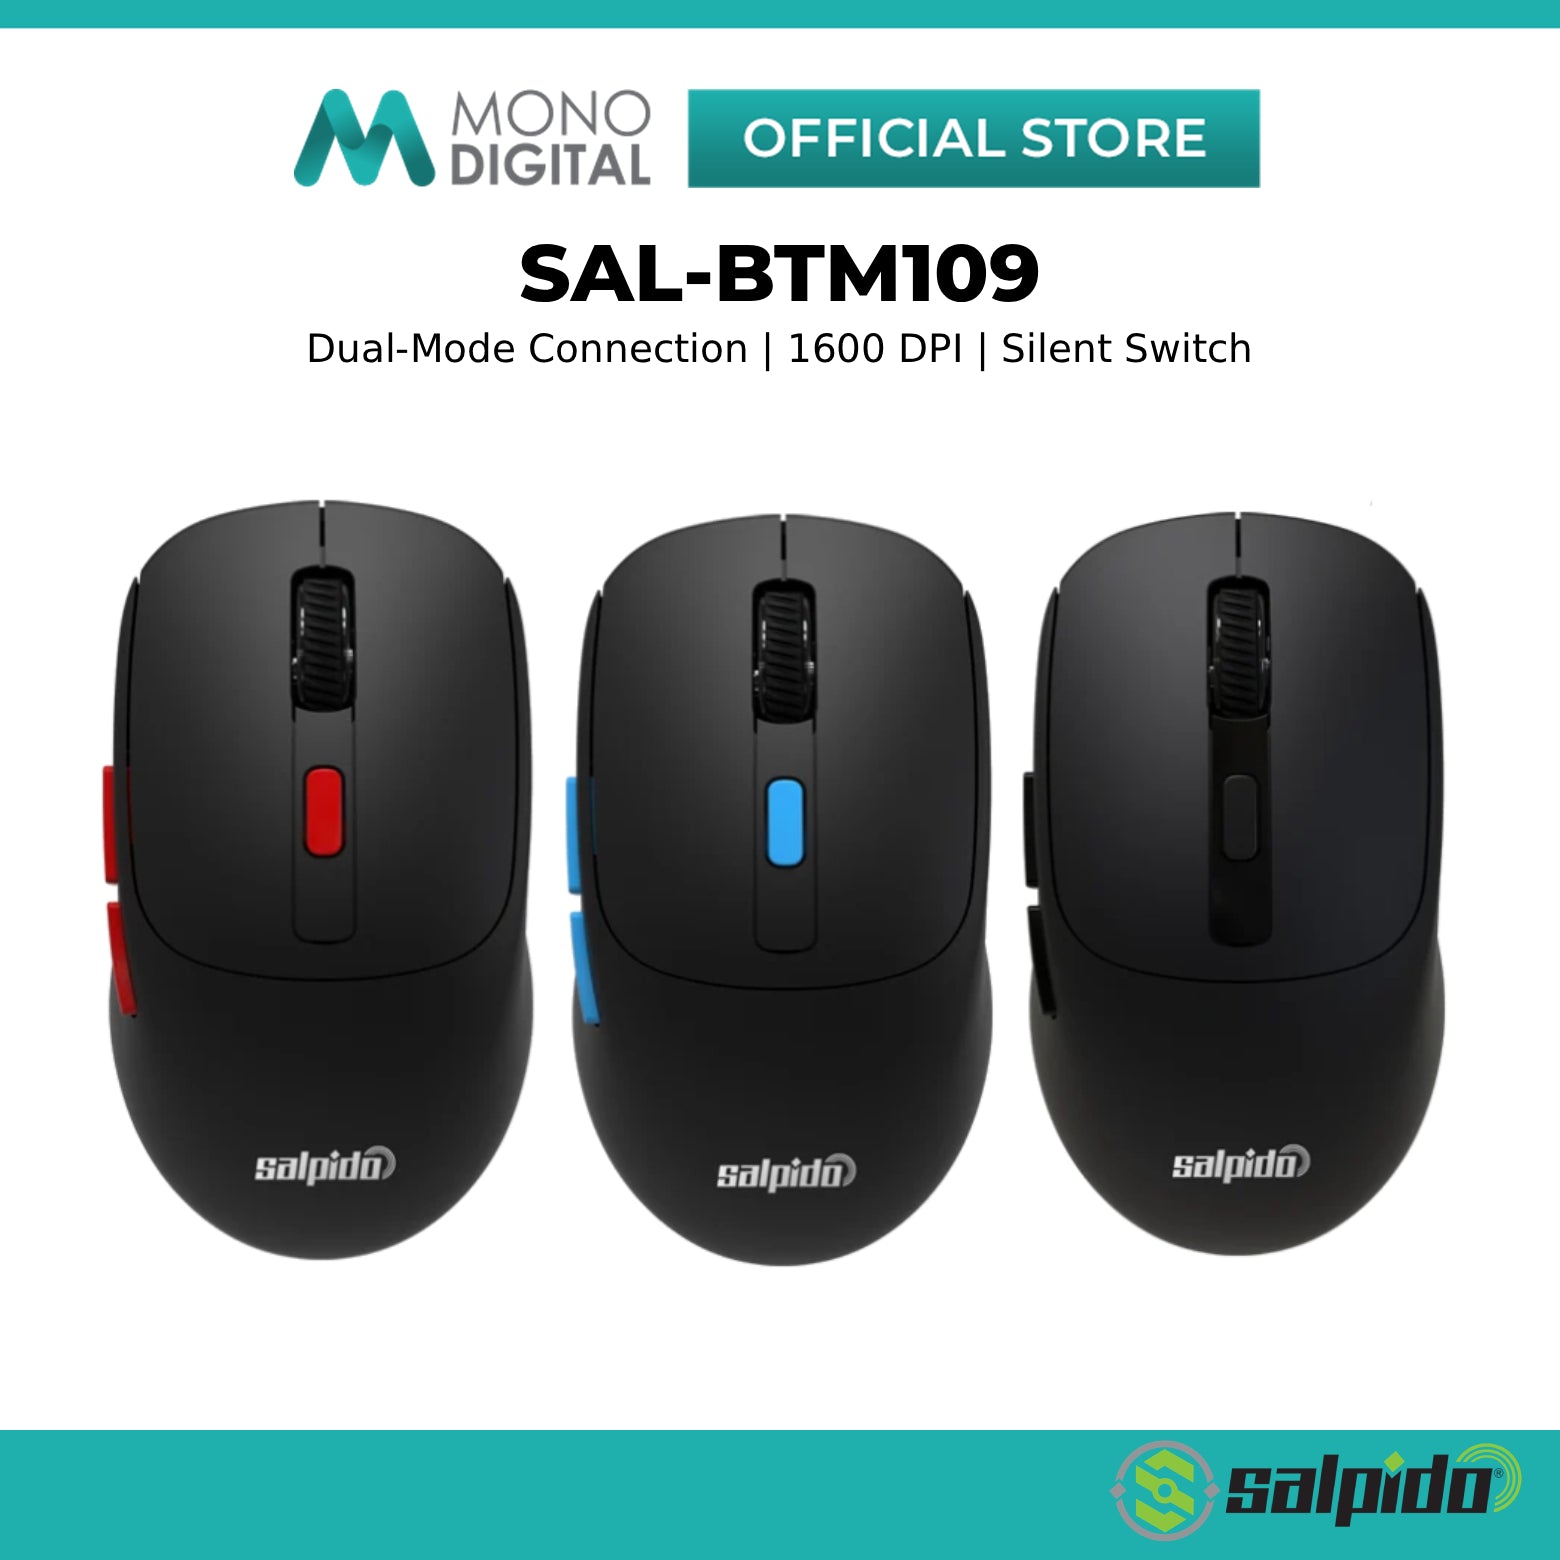 MONO
DIGITAL
OFFICIAL STORE
SAL-BTM109
Dual-Mode Connection | 1600 DPI | Silent Switch
salpido
salpido
salpido
salpido®